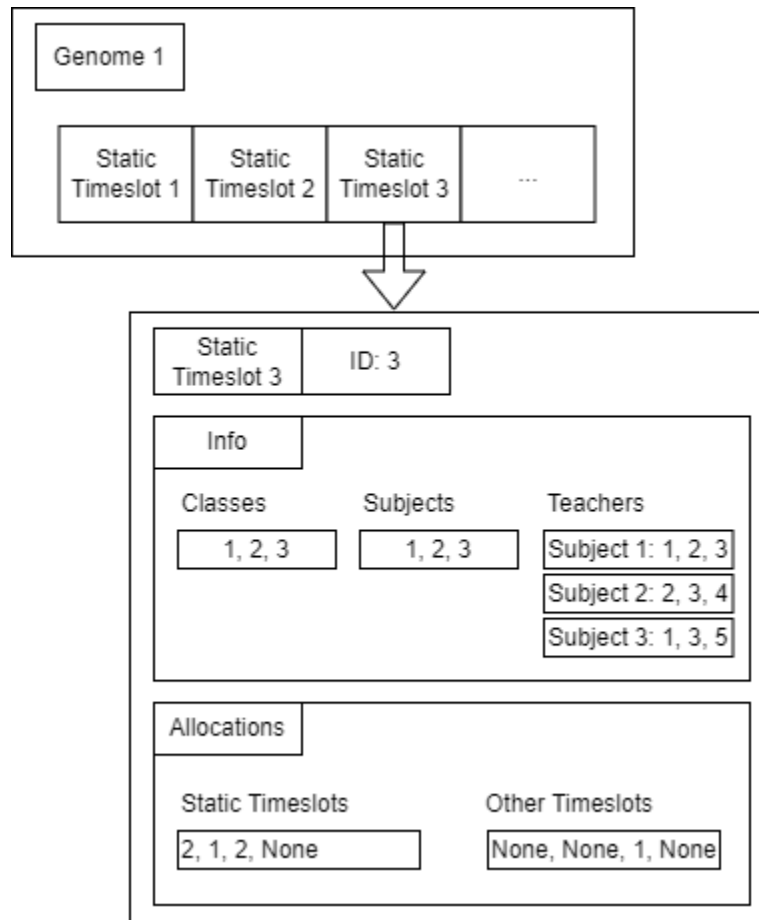 Genome 1
Static Timeslot 1
Static Timeslot 2
Static Timeslot 3
...
Static Timeslot 3
ID: 3
Info
Classes
Subjects
Teachers
1, 2, 3
1, 2, 3
Subject 1: 1, 2, 3
Subject 2: 2, 3, 4
Subject 3: 1, 3, 5
Allocations
Static Timeslots
Other Timeslots
2, 1, 2, None
None, None, 1, None